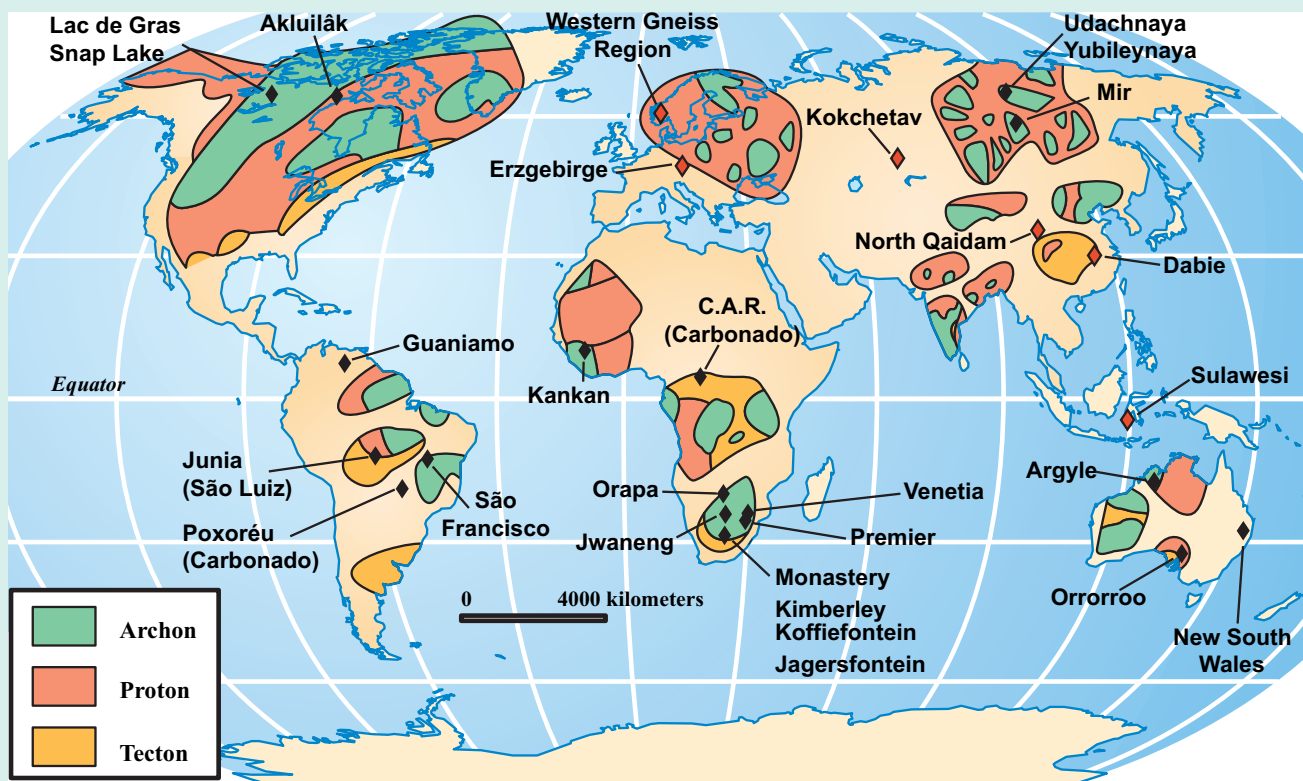 Lac de Gras
Snap Lake
Akluilâk
Western Gneiss
Region
Udachnaya
Yubileynaya
Mir
Kokchetav
Erzgebirge
North Qaidam
Dabie
C.A.R.
(Carbonado)
Guaniamo
Equator
Kankan
Sulawesi
Junia
(São Luiz)
São
Francisco
Poxoréu
(Carbonado)
Orapa
Venetia
Jwaneng
Premier
Argyle
Monastery
Kimberley
Koffiefontein
Jagersfontein
Orrorroo
New South
Wales
0 4000 kilometers
Archon
Proton
Tecton